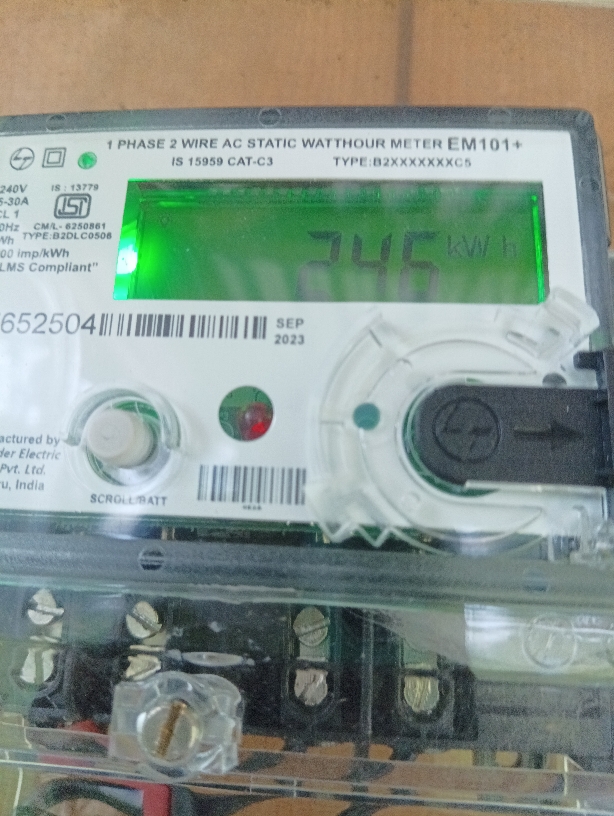 1 PHASE 2 WIRE AC STATIC WATTHOUR METER EM101+
IS 15959 CAT-C3 TYPE:B2XXXXXXXC5
240V
IS : 13779
5-30A
CL 1
ISI
0Hz
CM/L- 6250861
Wh
TYPE:B2DLC0506
00 imp/kWh
LMS Compliant"
246 kWh
652504
SEP
2023
actured by
der Electric
Pvt. Ltd.
ru, India
SCROLL/BATT